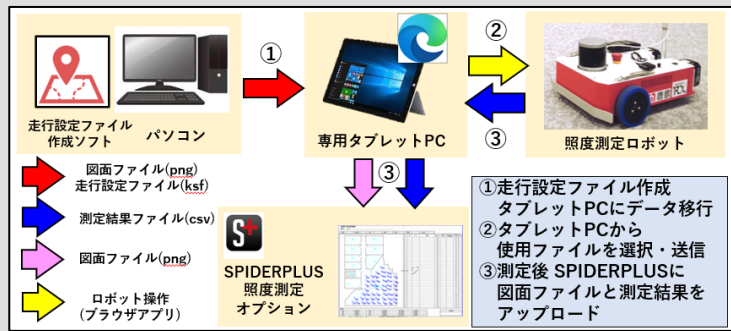 ①
②
③
走行設定ファイル
作成ソフト
パソコン
専用タブレットPC
照度測定ロボット
図面ファイル(png)
走行設定ファイル(ksf)
測定結果ファイル(csv)
図面ファイル(png)
ロボット操作
(ブラウザアプリ)
③
S+
SPIDERPLUS
照度測定
オプション
①走行設定ファイル作成
タブレットPCにデータ移行
②タブレットPCから
使用ファイルを選択・送信
③測定後 SPIDERPLUSに
図面ファイルと測定結果を
アップロード